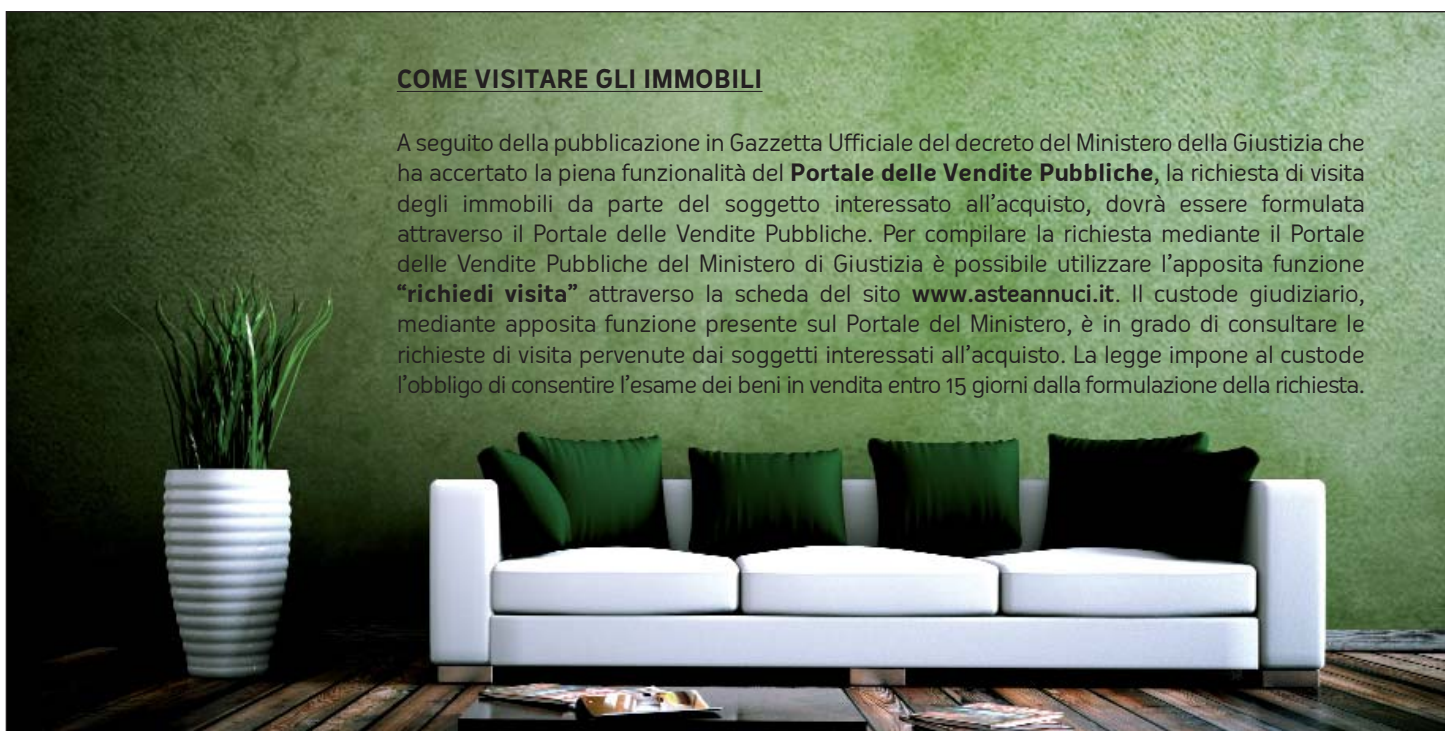 COME VISITARE GLI IMMOBILI
A seguito della pubblicazione in Gazzetta Ufficiale del decreto del Ministero della Giustizia che
ha accertato la piena funzionalità del Portale delle Vendite Pubbliche, la richiesta di visita
degli immobili da parte del soggetto interessato all’acquisto, dovrà essere formulata
attraverso il Portale delle Vendite Pubbliche. Per compilare la richiesta mediante il Portale
delle Vendite Pubbliche del Ministero di Giustizia è possibile utilizzare l’apposita funzione
“richiedi visita” attraverso la scheda del sito www.asteannuci.it. Il custode giudiziario,
mediante apposita funzione presente sul Portale del Ministero, è in grado di consultare le
richieste di visita pervenute dai soggetti interessati all’acquisto. La legge impone al custode
l’obbligo di consentire l’esame dei beni in vendita entro 15 giorni dalla formulazione della richiesta.